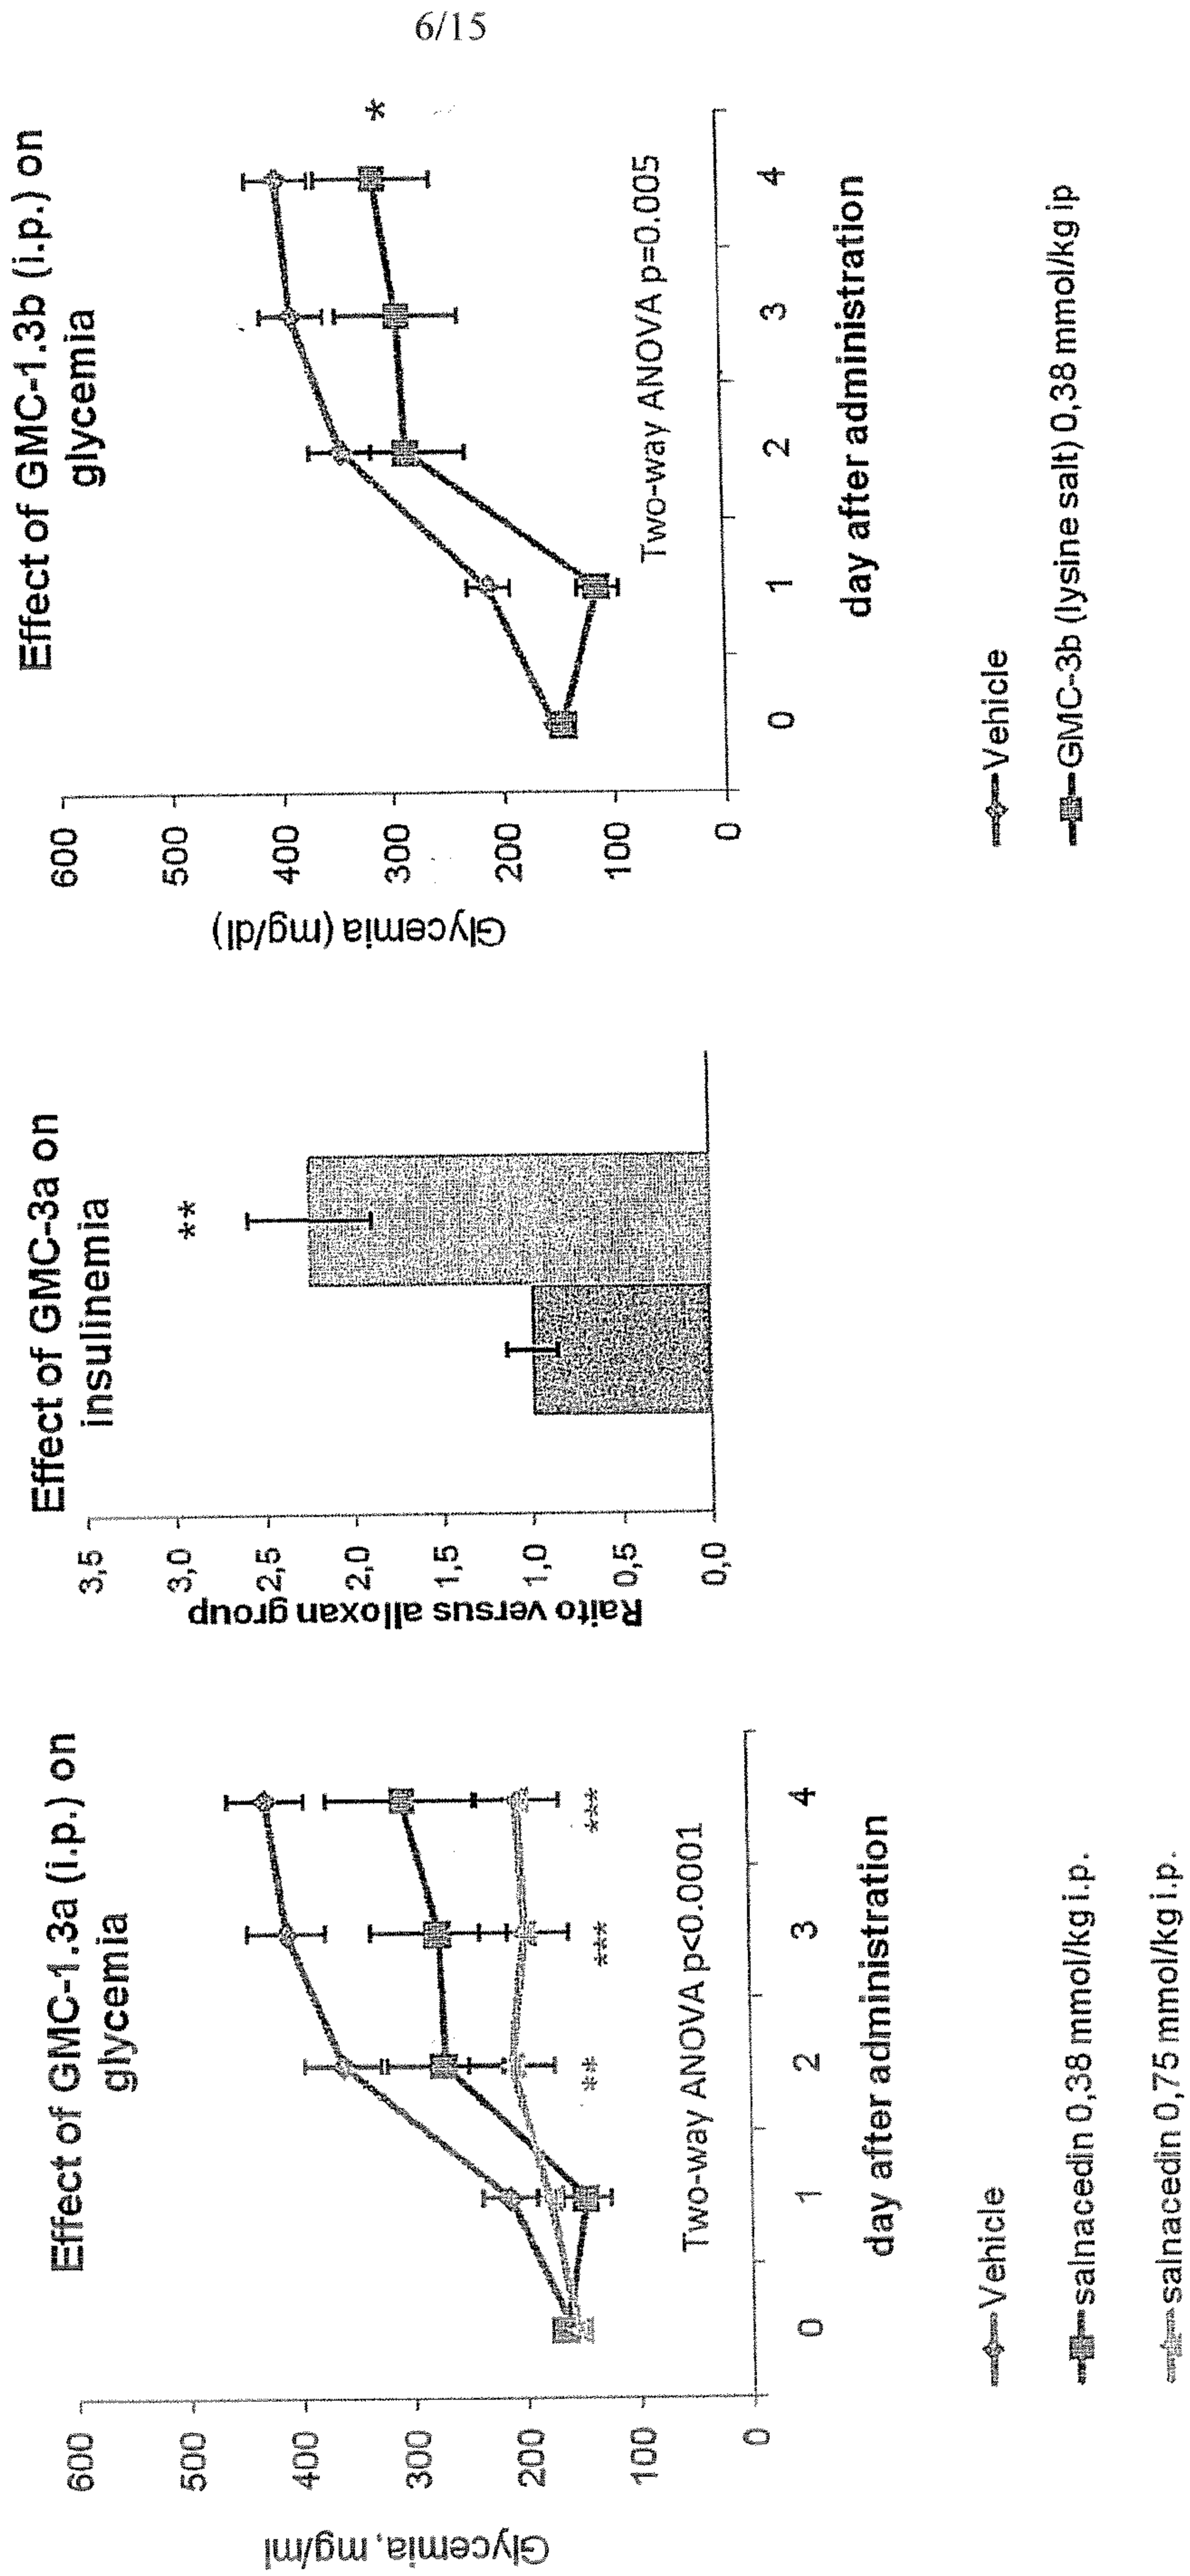 6/15
Effect of GMC-1.3a (i.p.) on
glycemia
600
500
400
300
200
100
0
Glycemia, mg/ml
**
***
***
Two-way ANOVA p<0.0001
0
1
2
3
4
day after administration
Vehicle
salnacedin 0,38 mmol/kg i.p.
salnacedin 0,75 mmol/kg i.p.
Effect of GMC-3a on
insulinemia
3,5
3,0
2,5
2,0
1,5
1,0
0,5
0,0
Raito versus alloxan group
**
Effect of GMC-1.3b (i.p.) on
glycemia
600
500
400
300
200
100
0
Glycemia (mg/dl)
*
Two-way ANOVA p=0.005
0
1
2
3
4
day after administration
Vehicle
GMC-3b (lysine salt) 0,38 mmol/kg ip